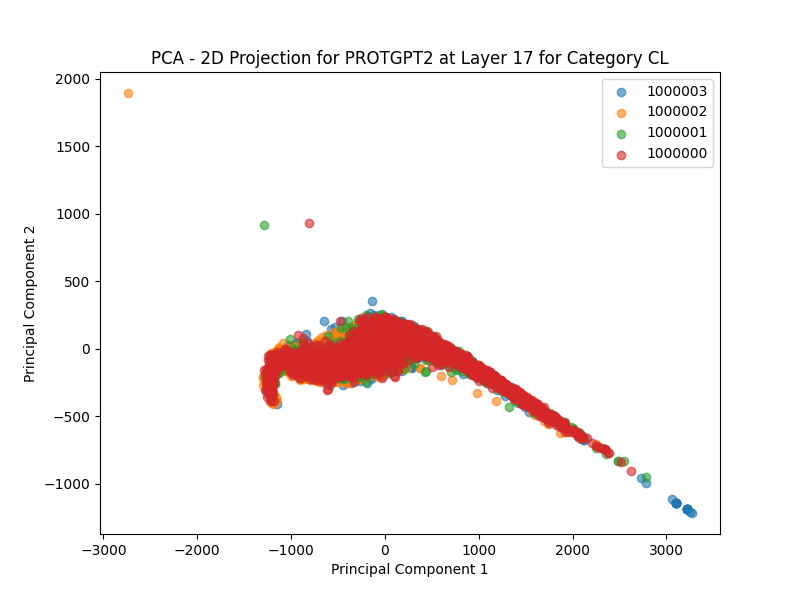 PCA - 2D Projection for PROTGPT2 at Layer 17 for Category CL
1000003
1000002
1000001
1000000
Principal Component 2
2000
1500
1000
500
0
−500
−1000
−3000 −2000 −1000 0 1000 2000 3000
Principal Component 1